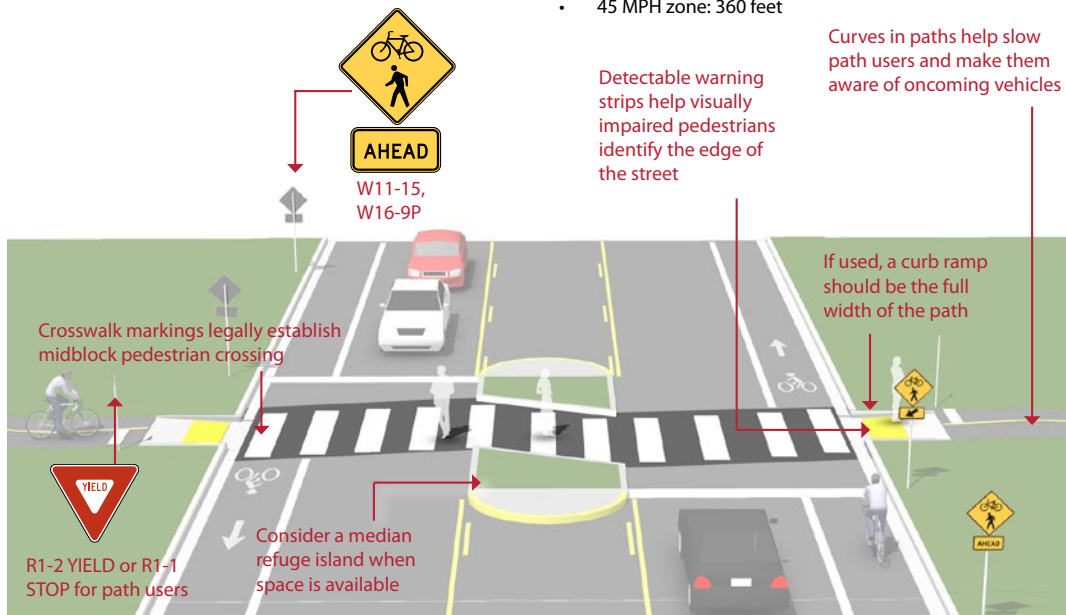 • 45 MPH zone: 360 feet
Curves in paths help slow
path users and make them
aware of oncoming vehicles
Detectable warning
strips help visually
impaired pedestrians
identify the edge of
the street
AHEAD
W11-15,
W16-9P
If used, a curb ramp
should be the full
width of the path
Crosswalk markings legally establish
midblock pedestrian crossing
YIELD
R1-2 YIELD or R1-1
STOP for path users
Consider a median
refuge island when
space is available
AHEAD